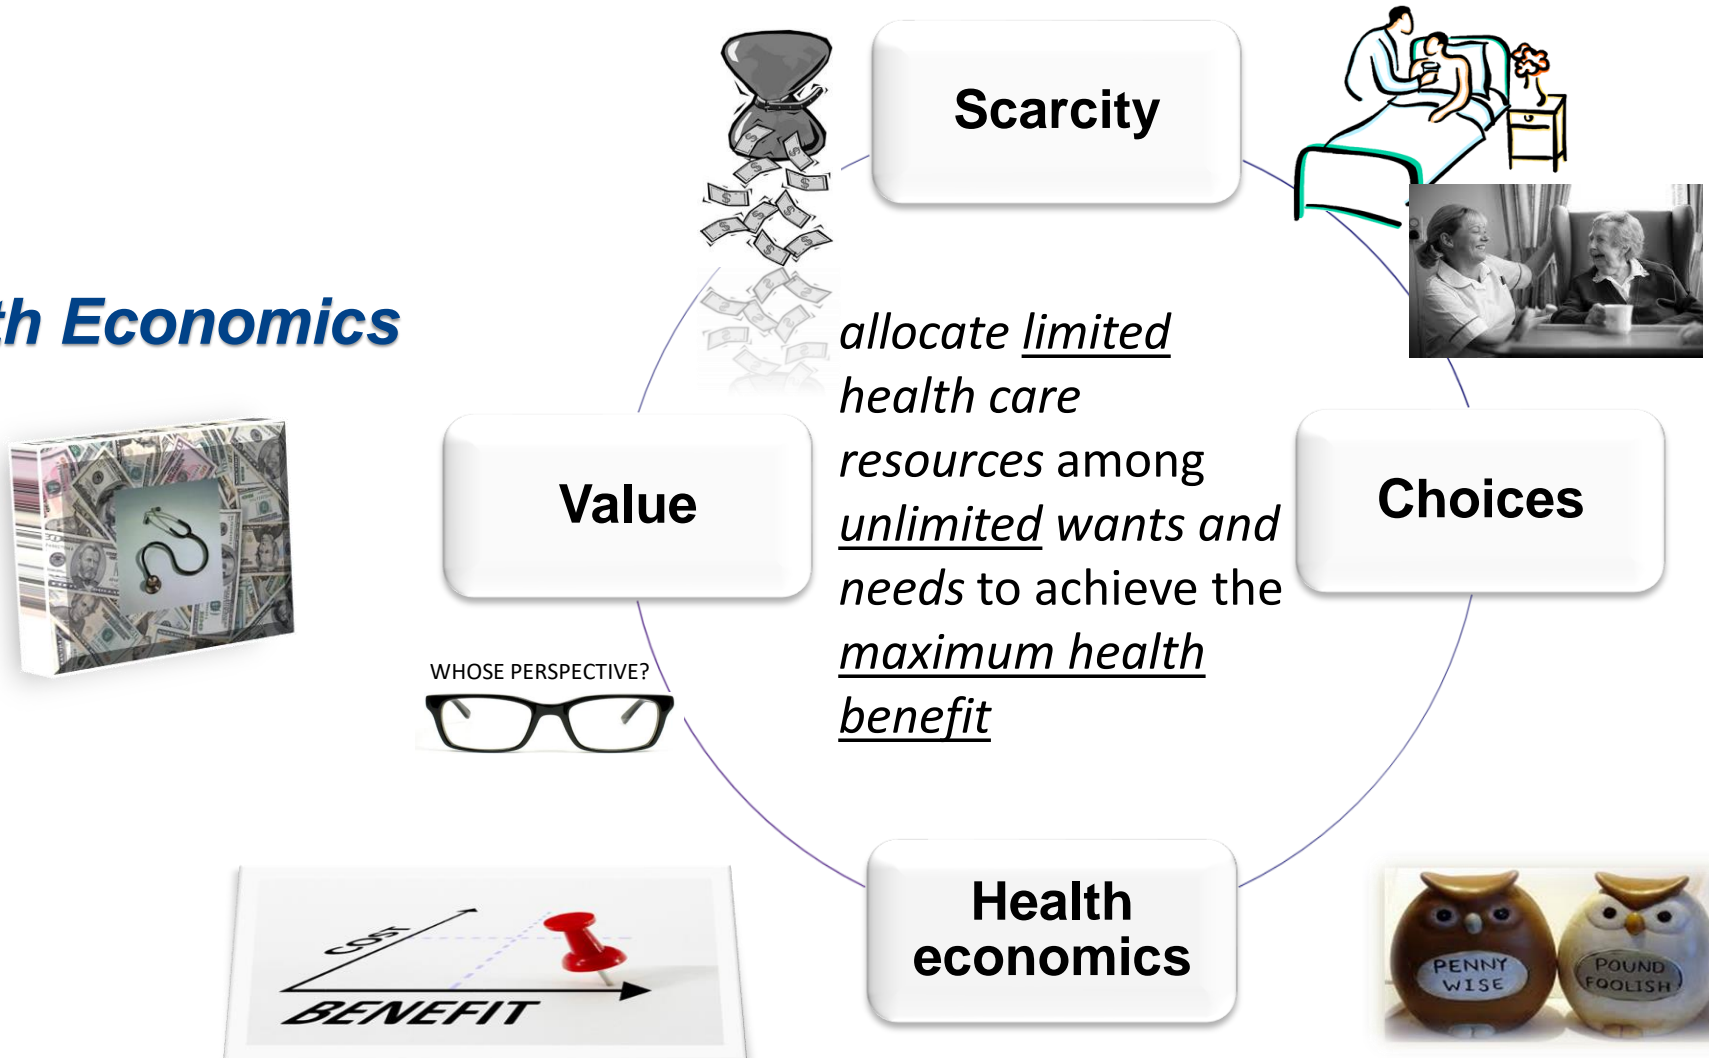 Scarcity
th Economics
allocate limited
health care
resources among
unlimited wants and
needs to achieve the
maximum health
benefit
Value
Choices
WHOSE PERSPECTIVE?
Health
economics
COST
BENEFIT
PENNY
WISE
POUND
FOOLISH